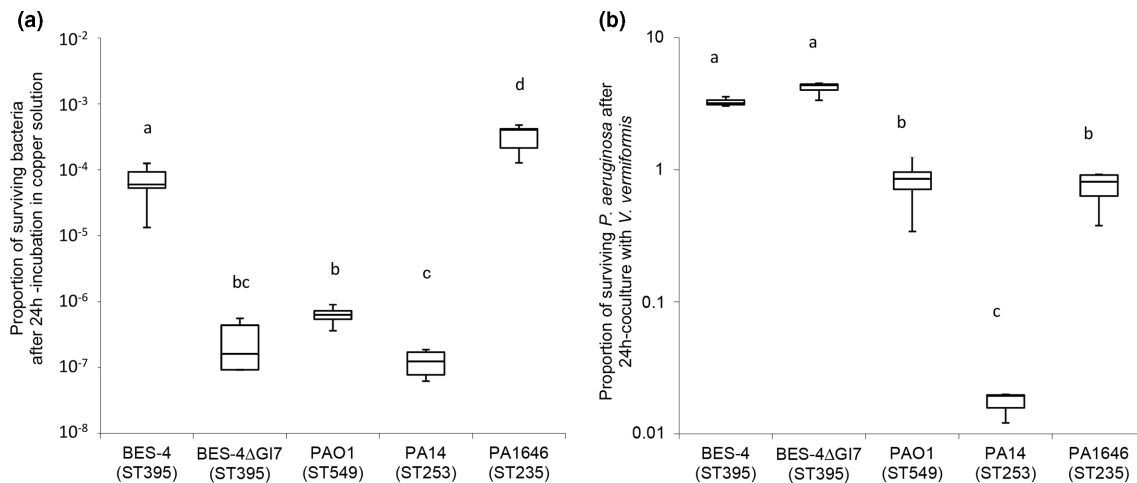 (a)
Proportion of surviving bacteria
after 24h -incubation in copper solution
10-2
10-3
10-4
10-5
10-6
10-7
10-8
a
bc
b
c
d
BES-4
(ST395)
BES-4ΔGI7
(ST395)
PAO1
(ST549)
PA14
(ST253)
PA1646
(ST235)
(b)
Proportion of surviving P. aeruginosa after
24h-coculture with V. vermiformis
10
1
0.1
0.01
a
a
b
c
b
BES-4
(ST395)
BES-4ΔGI7
(ST395)
PAO1
(ST549)
PA14
(ST253)
PA1646
(ST235)